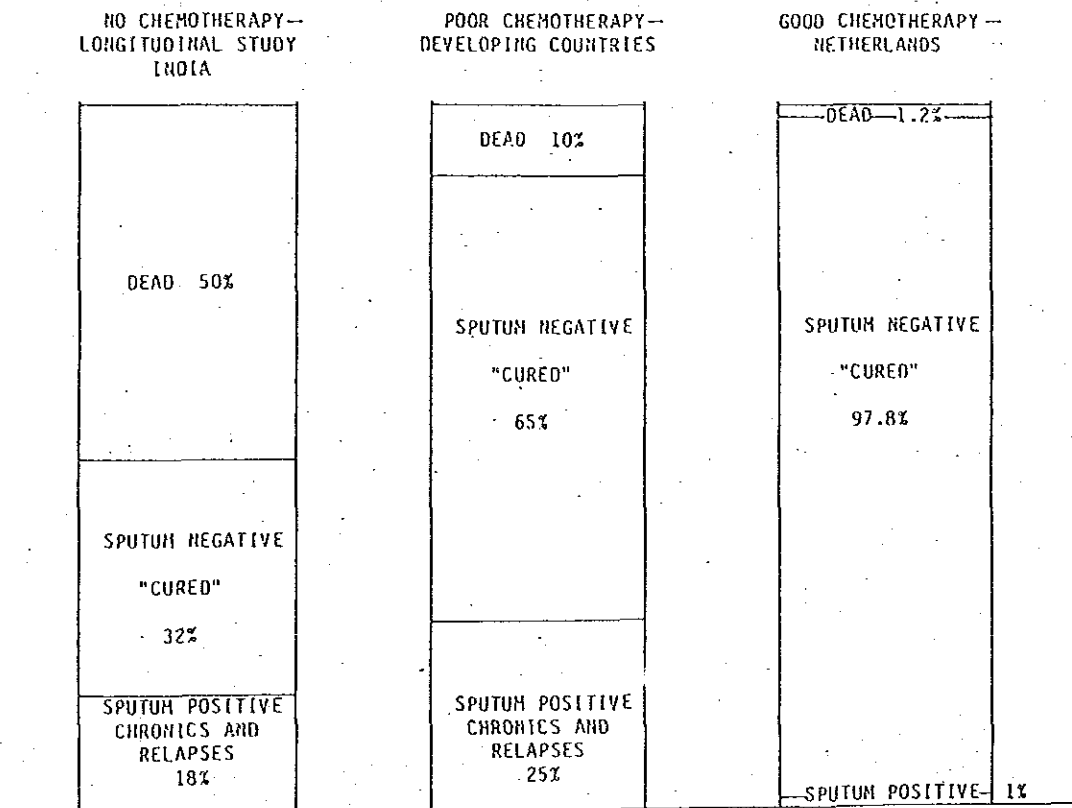 NO CHEMOTHERAPY—
LONGITUDINAL STUDY
INDIA
DEAD 50%
SPUTUM NEGATIVE
"CURED"
32%
SPUTUM POSITIVE
CHRONICS AND
RELAPSES
18%
POOR CHEMOTHERAPY—
DEVELOPING COUNTRIES
DEAD 10%
SPUTUM NEGATIVE
"CURED"
65%
SPUTUM POSITIVE
CHRONICS AND
RELAPSES
25%
GOOD CHEMOTHERAPY—
NETHERLANDS
DEAD—1.2%
SPUTUM NEGATIVE
"CURED"
97.8%
SPUTUM POSITIVE 1%